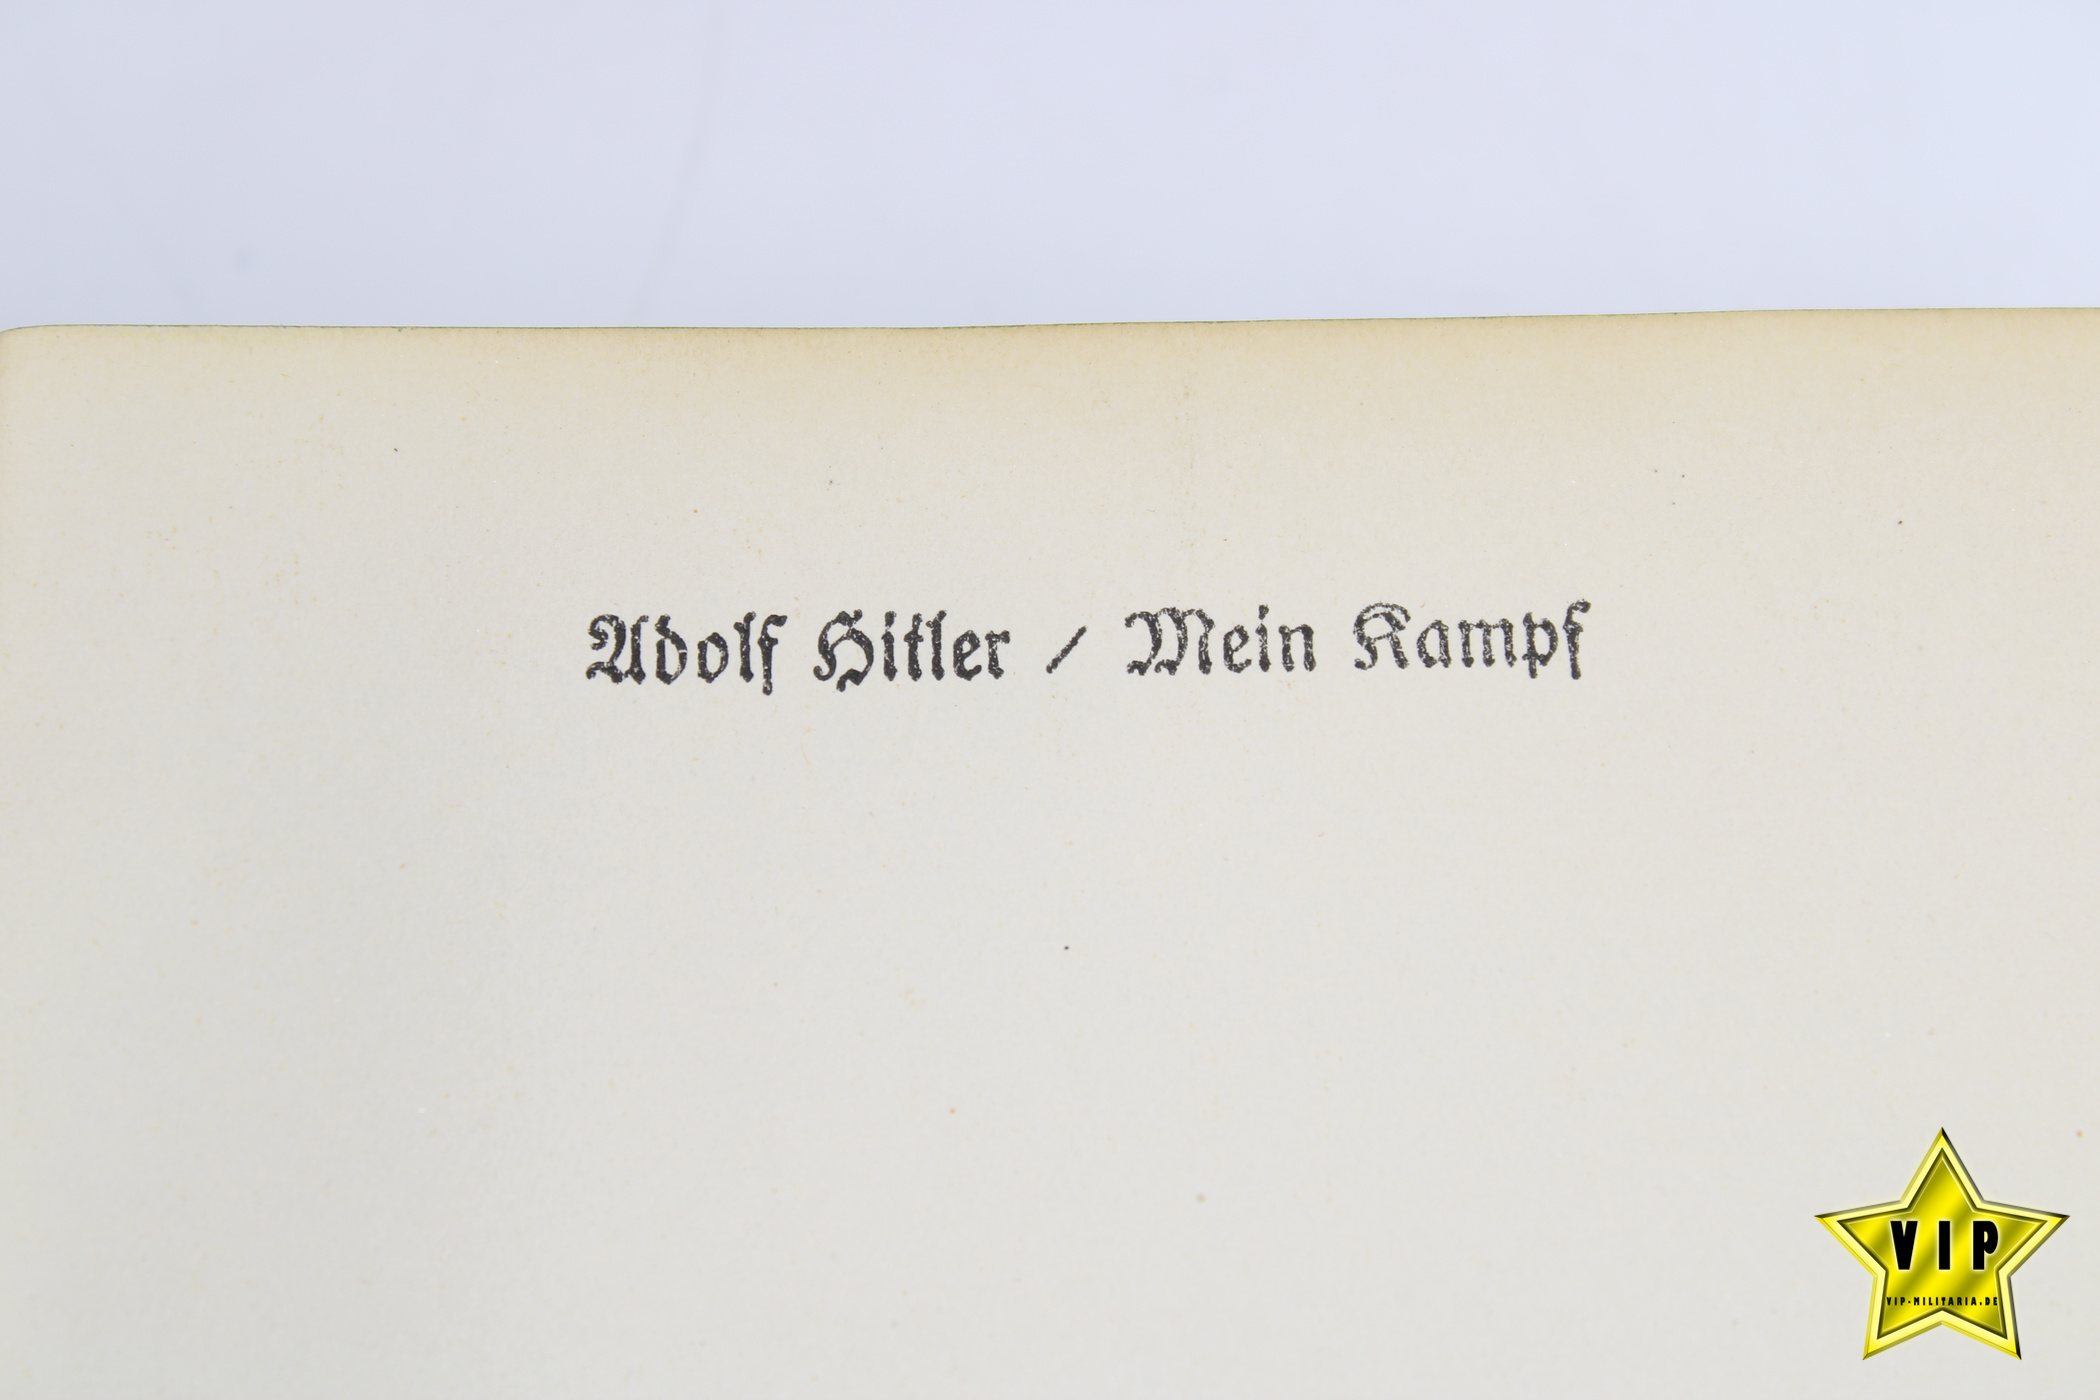 Adolf Hitler / Mein Kampf
VIP
VIP-MILITARIA.DE